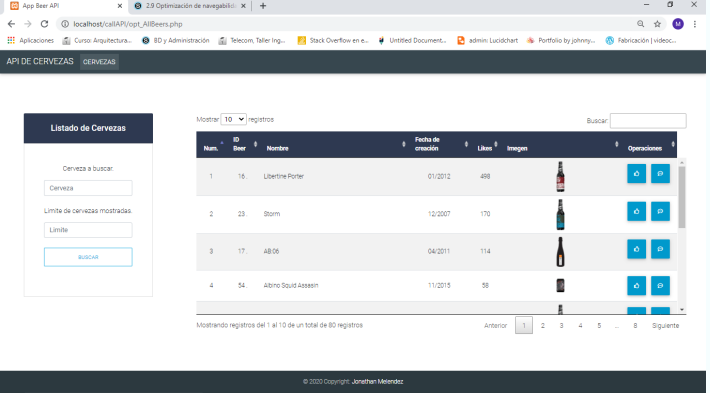 App Beer API
2.9 Optimización de navegabilid
localhost/callAPI/opt_AllBeers.php
M
Aplicaciones
Curso: Arquitectura...
BD y Administración
Telecom, Taller Ing...
Stack Overflow en e...
Untitled Document...
admin: Lucidchart
Portfolio by johnny...
Fabricación | videoc...
API DE CERVEZAS CERVEZAS
Listado de Cervezas
Cerveza a buscar.
Cerveza
Límite de cervezas mostradas.
Limite
BUSCAR
Mostrar 10 registros
Buscar:
Num. ID Beer Nombre Fecha de creación Likes Imegen Operaciones
1 16 . Libertine Porter 01/2012 498
2 23 . Storm 12/2007 170
3 17 . AB:06 04/2011 114
4 54 . Albino Squid Assasin 11/2015 58
Mostrando registros del 1 al 10 de un total de 80 registros
Anterior 1 2 3 4 5 ... 8 Siguiente
© 2020 Copyright: Jonathan Melendez